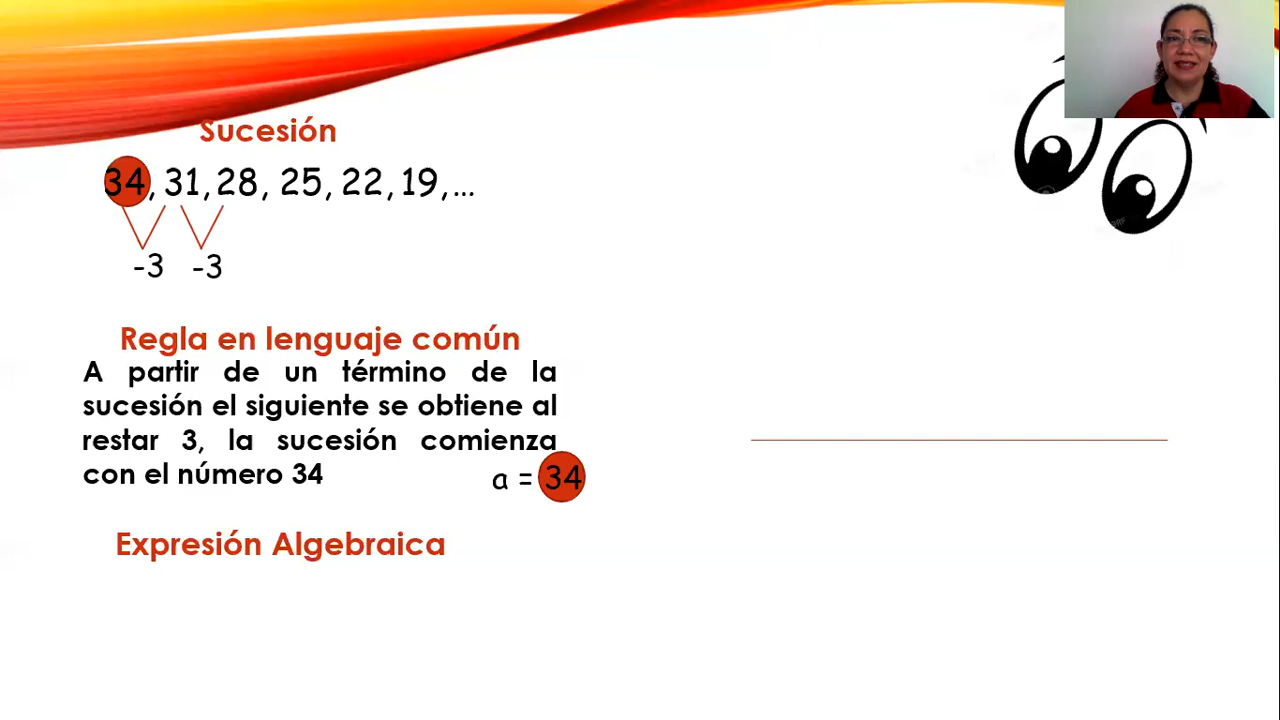 Sucesión
34, 31, 28, 25, 22, 19, ...
-3 -3
Regla en lenguaje común
A partir de un término de la
sucesión el siguiente se obtiene al
restar 3, la sucesión comienza
con el número 34
a = 34
Expresión Algebraica